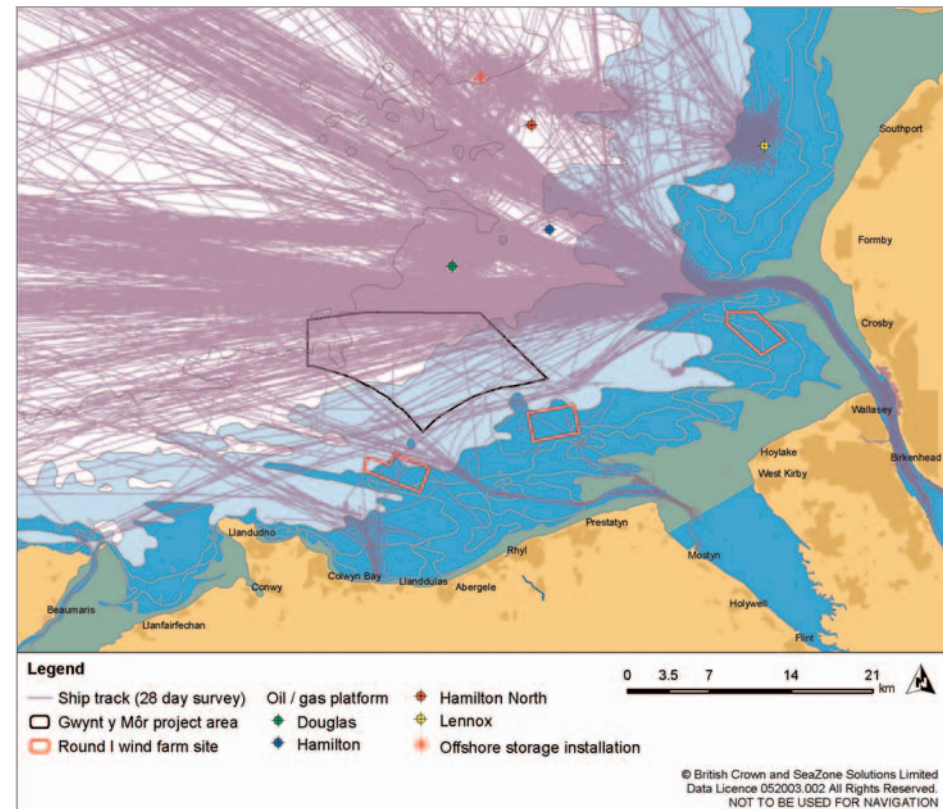 Southport
Formby
Crosby
Wallasey
Hoylake
Birkenhead
West Kirby
Prestatyn
Llandudno
Rhyl
Mostyn
Colwyn Bay
Llanddulas
Abergele
Conwy
Beaumaris
Holywell
Llanfairfechan
Flint
Legend
Ship track (28 day survey)
Gwynt y Môr project area
Round I wind farm site
Oil / gas platform
Douglas
Hamilton
Hamilton North
Lennox
Offshore storage installation
0 3.5 7 14 21
km
N
© British Crown and SeaZone Solutions Limited
Data Licence 052003.002 All Rights Reserved.
NOT TO BE USED FOR NAVIGATION